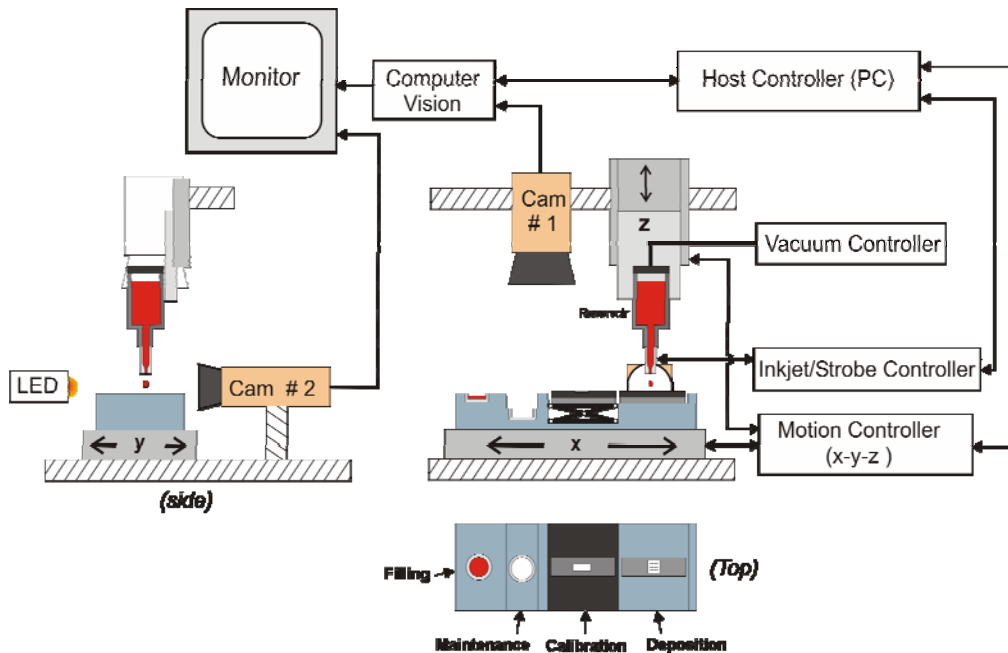 Monitor
Computer
Vision
Host Controller (PC)
Cam
# 1
z
Vacuum Controller
Reservoir
LED
Cam # 2
Inkjet/Strobe Controller
y
x
Motion Controller
(x-y-z )
(side)
Filling
(Top)
Maintenance
Calibration
Deposition